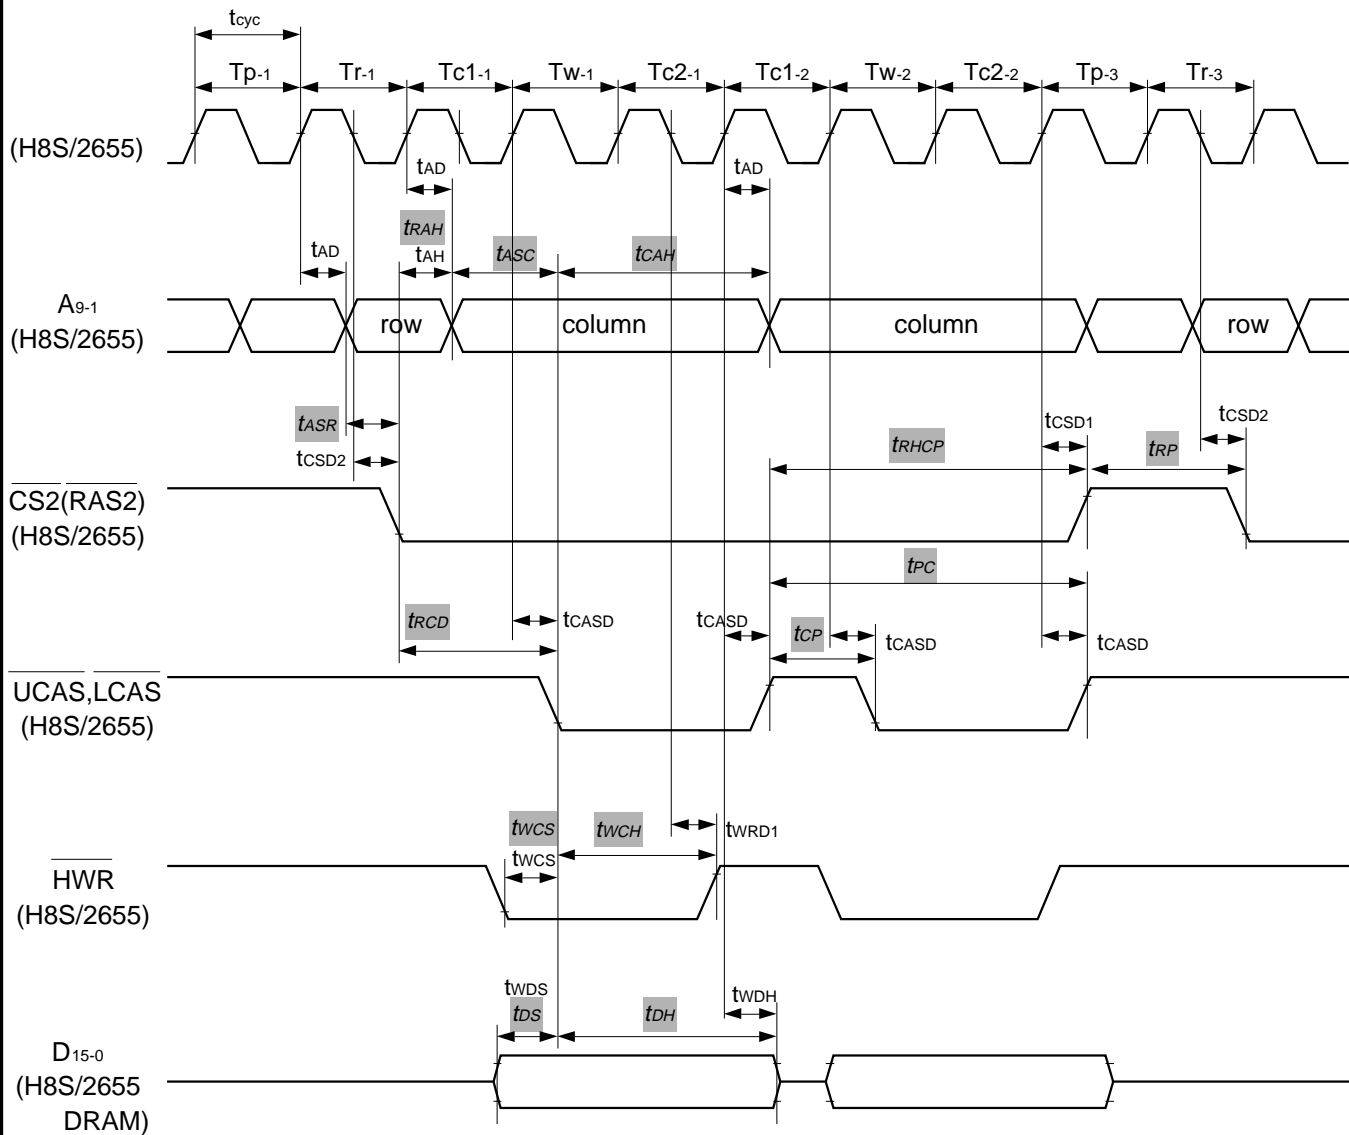 tcyc
Tp-1 Tr-1 Tc1-1 Tw-1 Tc2-1 Tc1-2 Tw-2 Tc2-2 Tp-3 Tr-3
(H8S/2655)
tAD tAD
tRAH
tAD tAH tASC tCAH
A9-1
(H8S/2655)
row column column row
tASR
tCSD2
tRHCP
tCSD1
tRP
tCSD2
CS2(RAS2)
(H8S/2655)
tPC
tRCD tCASD tCASD tCP tCASD tCASD
UCAS,LCAS
(H8S/2655)
tWCS tWCH tWRD1
tWCS
HWR
(H8S/2655)
tWDS tWDH
tDS tDH
D15-0
(H8S/2655
DRAM)